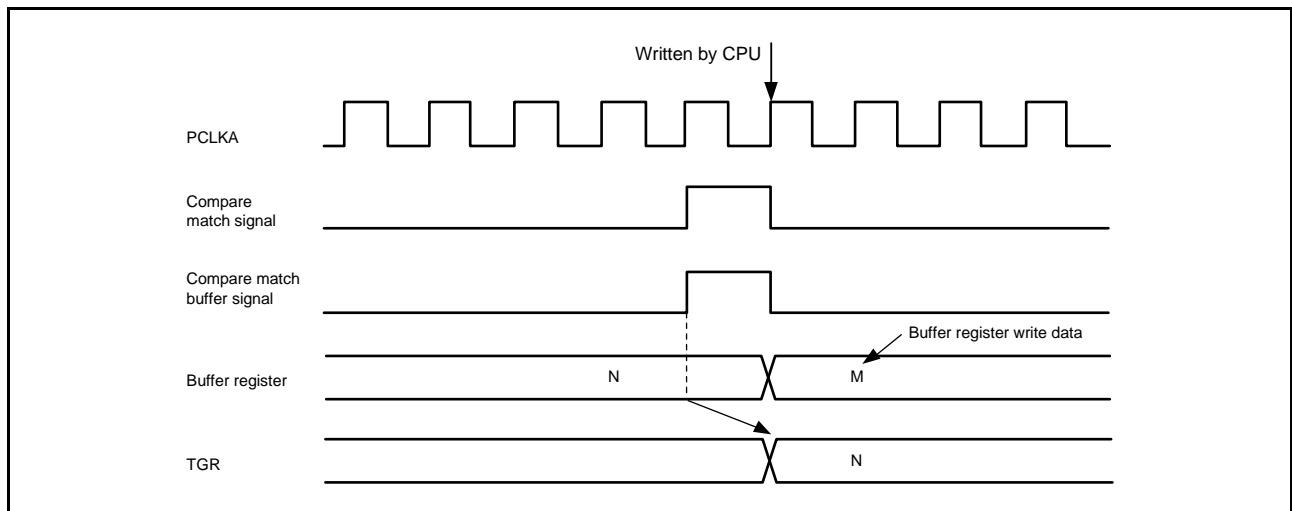 Written by CPU
PCLKA
Compare
match signal
Compare match
buffer signal
Buffer register write data
Buffer register
N
M
TGR
N